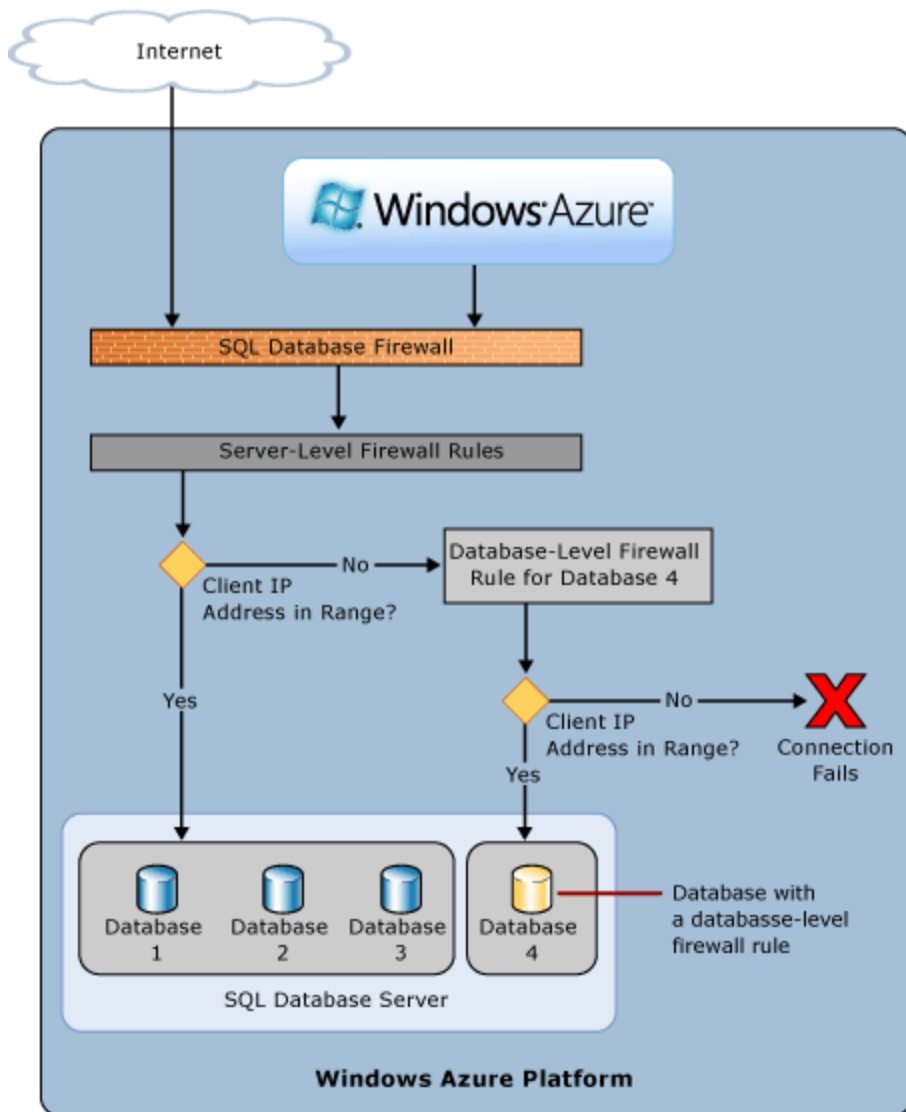 Internet
Windows Azure™
SQL Database Firewall
Server-Level Firewall Rules
No
Client IP
Address in Range?
Database-Level Firewall
Rule for Database 4
Yes
No
Client IP
Address in Range?
Connection
Fails
Yes
Database
1
Database
2
Database
3
Database
4
Database with
a databasse-level
firewall rule
SQL Database Server
Windows Azure Platform